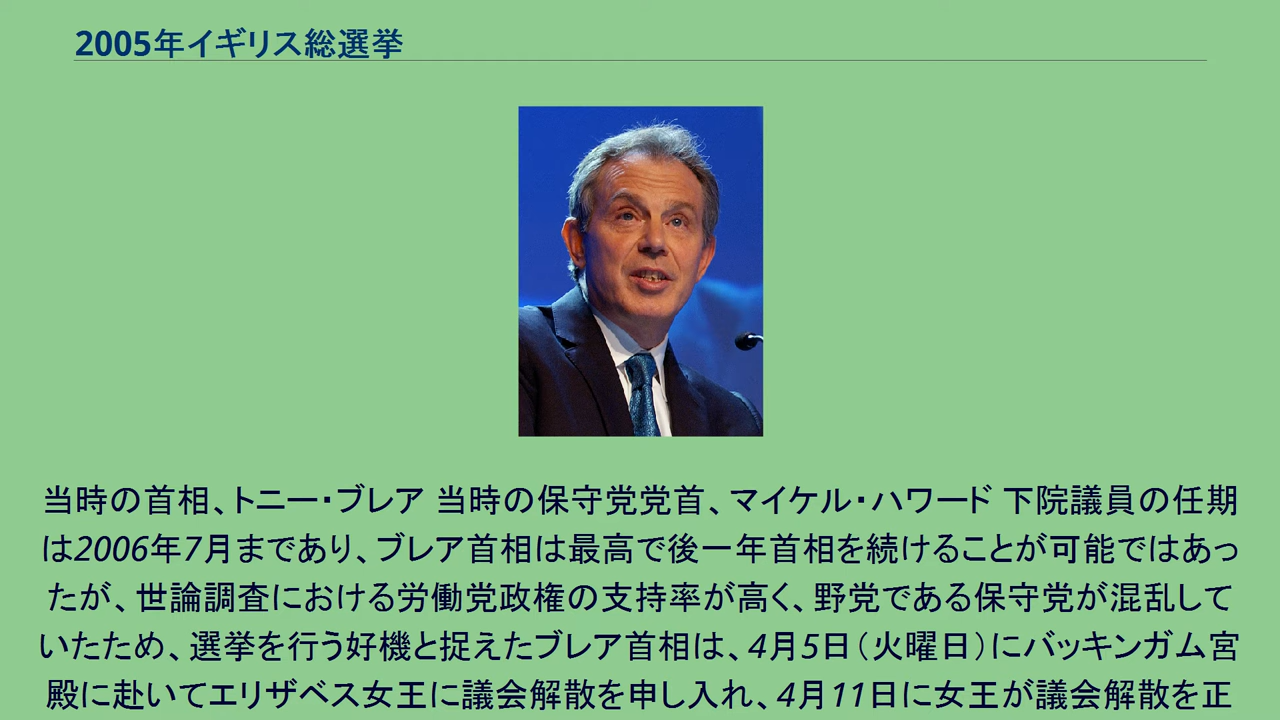 2005年イギリス総選挙
当時の首相、トニー・ブレア 当時の保守党党首、マイケル・ハワード 下院議員の任期
は2006年7月まであり、ブレア首相は最高で後一年首相を続けることが可能ではあっ
たが、世論調査における労働党政権の支持率が高く、野党である保守党が混乱して
いたため、選挙を行う好機と捉えたブレア首相は、4月5日（火曜日）にバッキンガム宮
殿に赴いてエリザベス女王に議会解散を申し入れ、4月11日に女王が議会解散を正